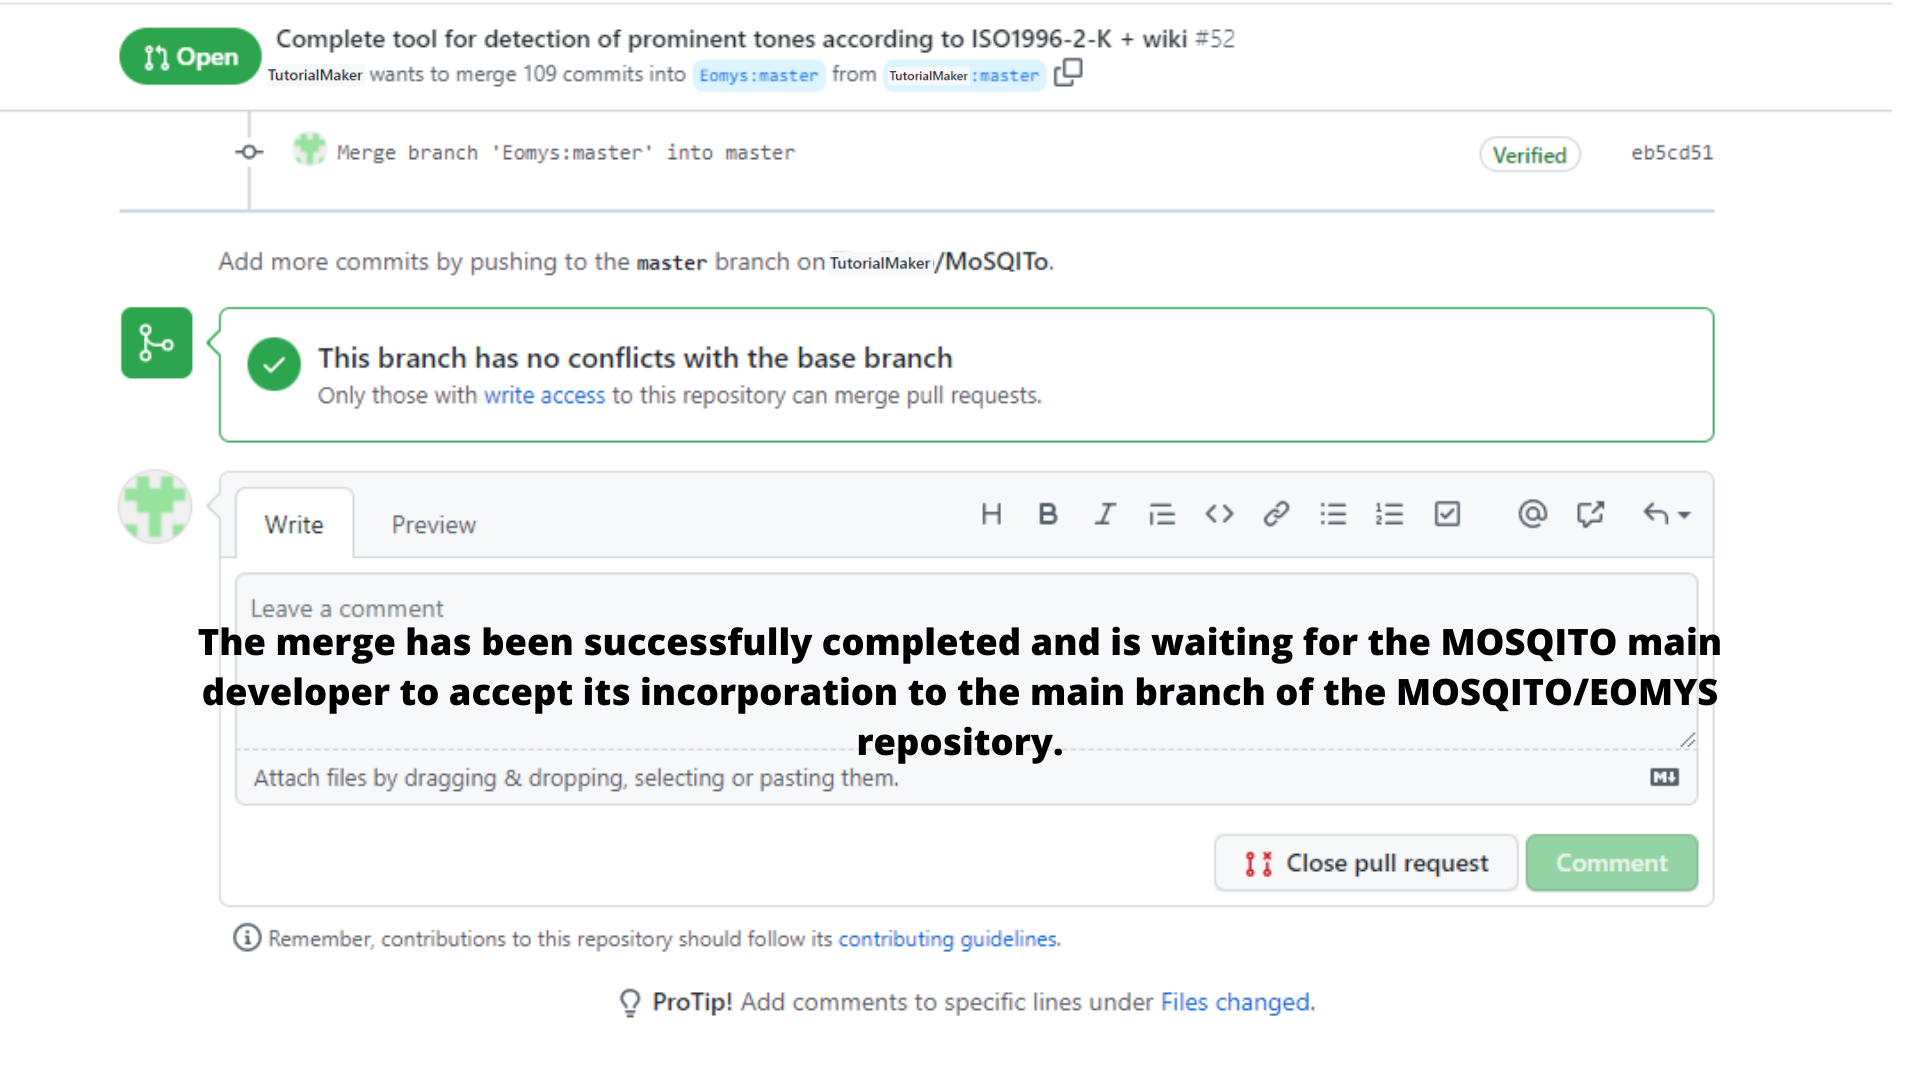 Open
Complete tool for detection of prominent tones according to ISO1996-2-K + wiki #52
TutorialMaker wants to merge 109 commits into Eomys:master from TutorialMaker:master
Merge branch 'Eomys:master' into master
Verified
eb5cd51
Add more commits by pushing to the master branch on TutorialMaker/MoSQITo.
This branch has no conflicts with the base branch
Only those with write access to this repository can merge pull requests.
Write
Preview
Leave a comment
The merge has been successfully completed and is waiting for the MOSQITO main
developer to accept its incorporation to the main branch of the MOSQITO/EOMYS
repository.
Attach files by dragging & dropping, selecting or pasting them.
Close pull request
Comment
Remember, contributions to this repository should follow its contributing guidelines.
ProTip! Add comments to specific lines under Files changed.